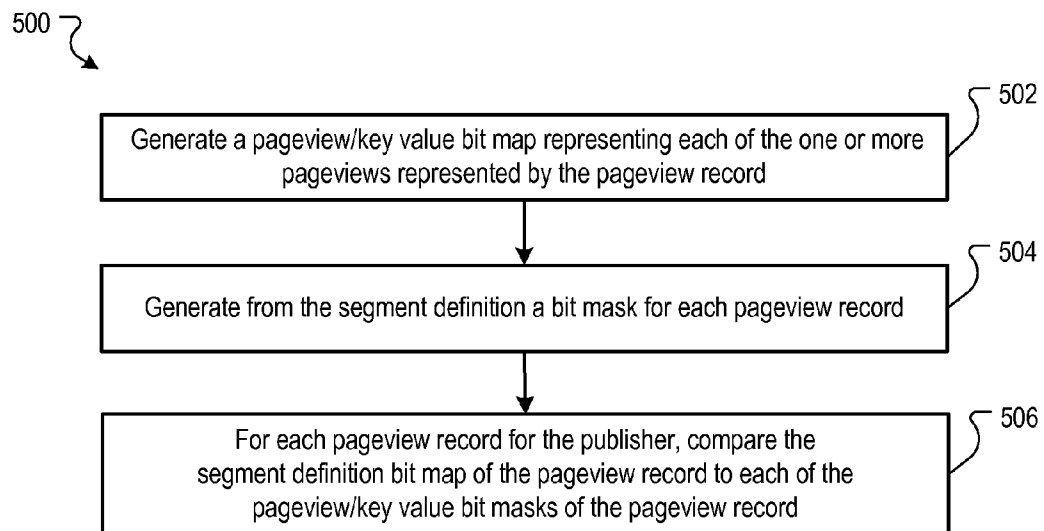 500
502
Generate a pageview/key value bit map representing each of the one or more
pageviews represented by the pageview record
504
Generate from the segment definition a bit mask for each pageview record
506
For each pageview record for the publisher, compare the
segment definition bit map of the pageview record to each of the
pageview/key value bit masks of the pageview record